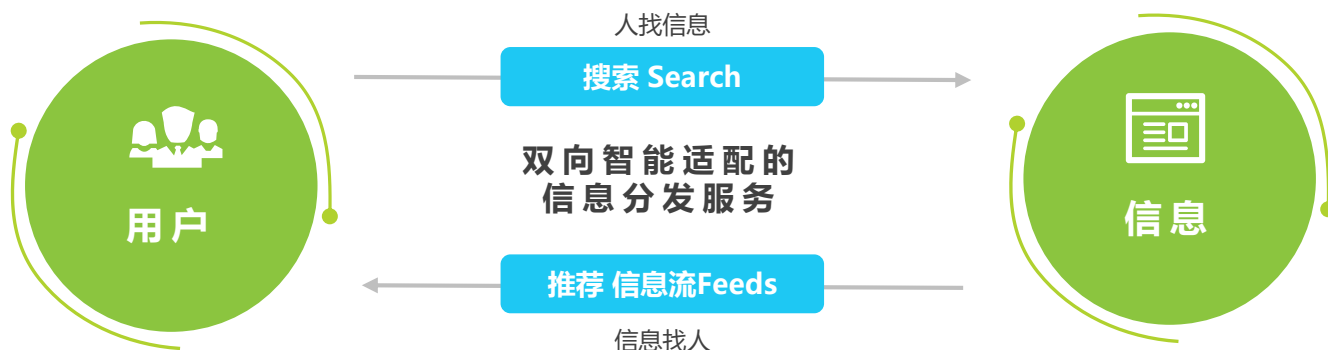 人找信息
搜索 Search
双向智能适配的
信息分发服务
用户
信息
推荐 信息流Feeds
信息找人